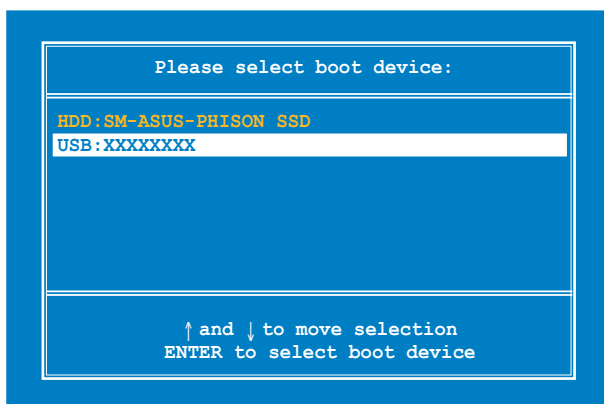 Please select boot device:
HDD:SM-ASUS-PHISON SSD
USB:XXXXXXXX
↑ and ↓ to move selection
ENTER to select boot device